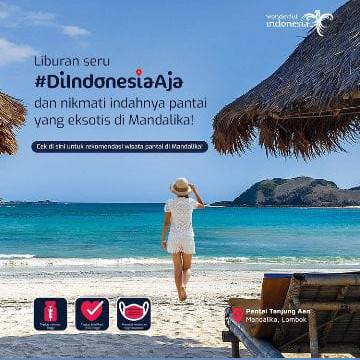 wonderful
indonesia
Liburan seru
#DiIndonesiaAja
dan nikmati indahnya pantai
yang eksotis di Mandalika!
Cek di sini untuk rekomendasi wisata pantai di Mandalika!
Pantai Tanjung Aan
Mandalika, Lombok